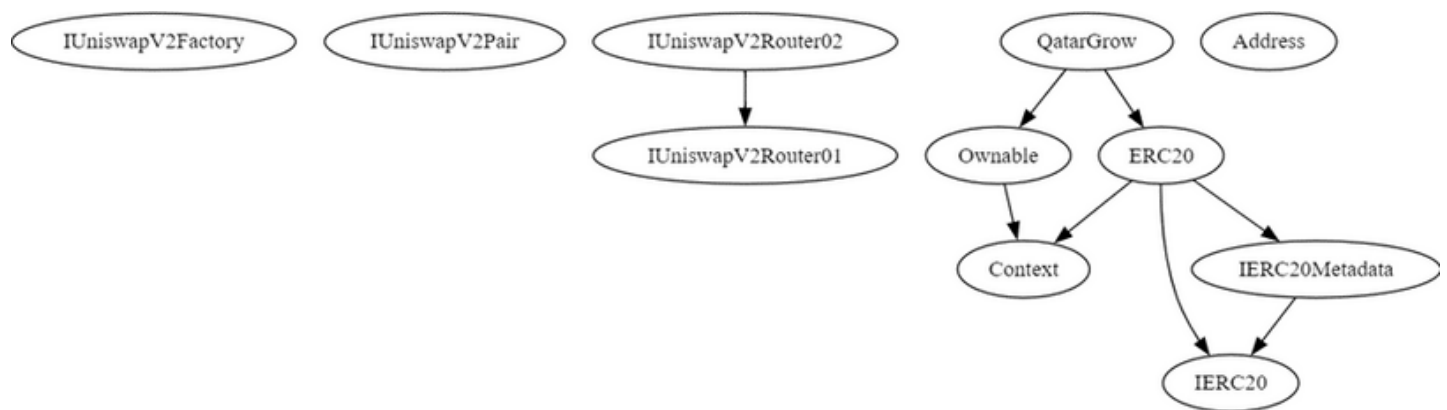 IUniswapV2Factory
IUniswapV2Pair
IUniswapV2Router02
QatarGrow
Address
IUniswapV2Router01
Ownable
ERC20
Context
IERC20Metadata
IERC20